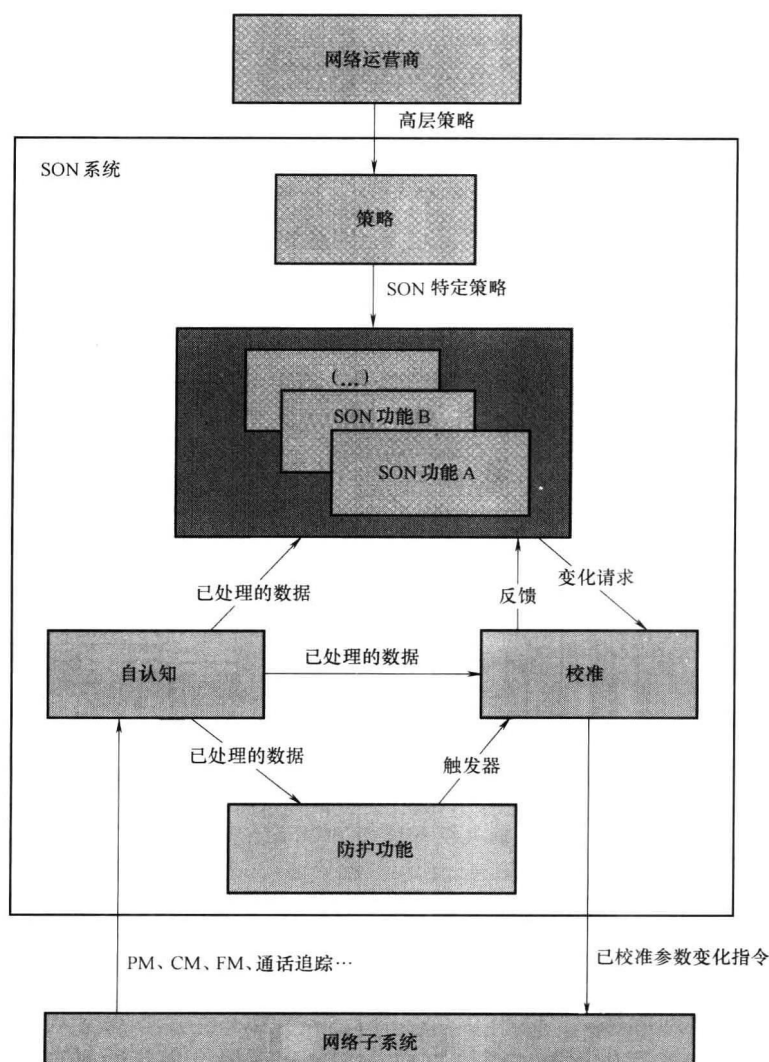 网络运营商
高层策略
SON 系统
策略
SON 特定策略
(...)
SON 功能 B
SON 功能 A
已处理的数据
反馈
变化请求
自认知
已处理的数据
校准
已处理的数据
触发器
防护功能
PM、CM、FM、通话追踪…
已校准参数变化指令
网络子系统